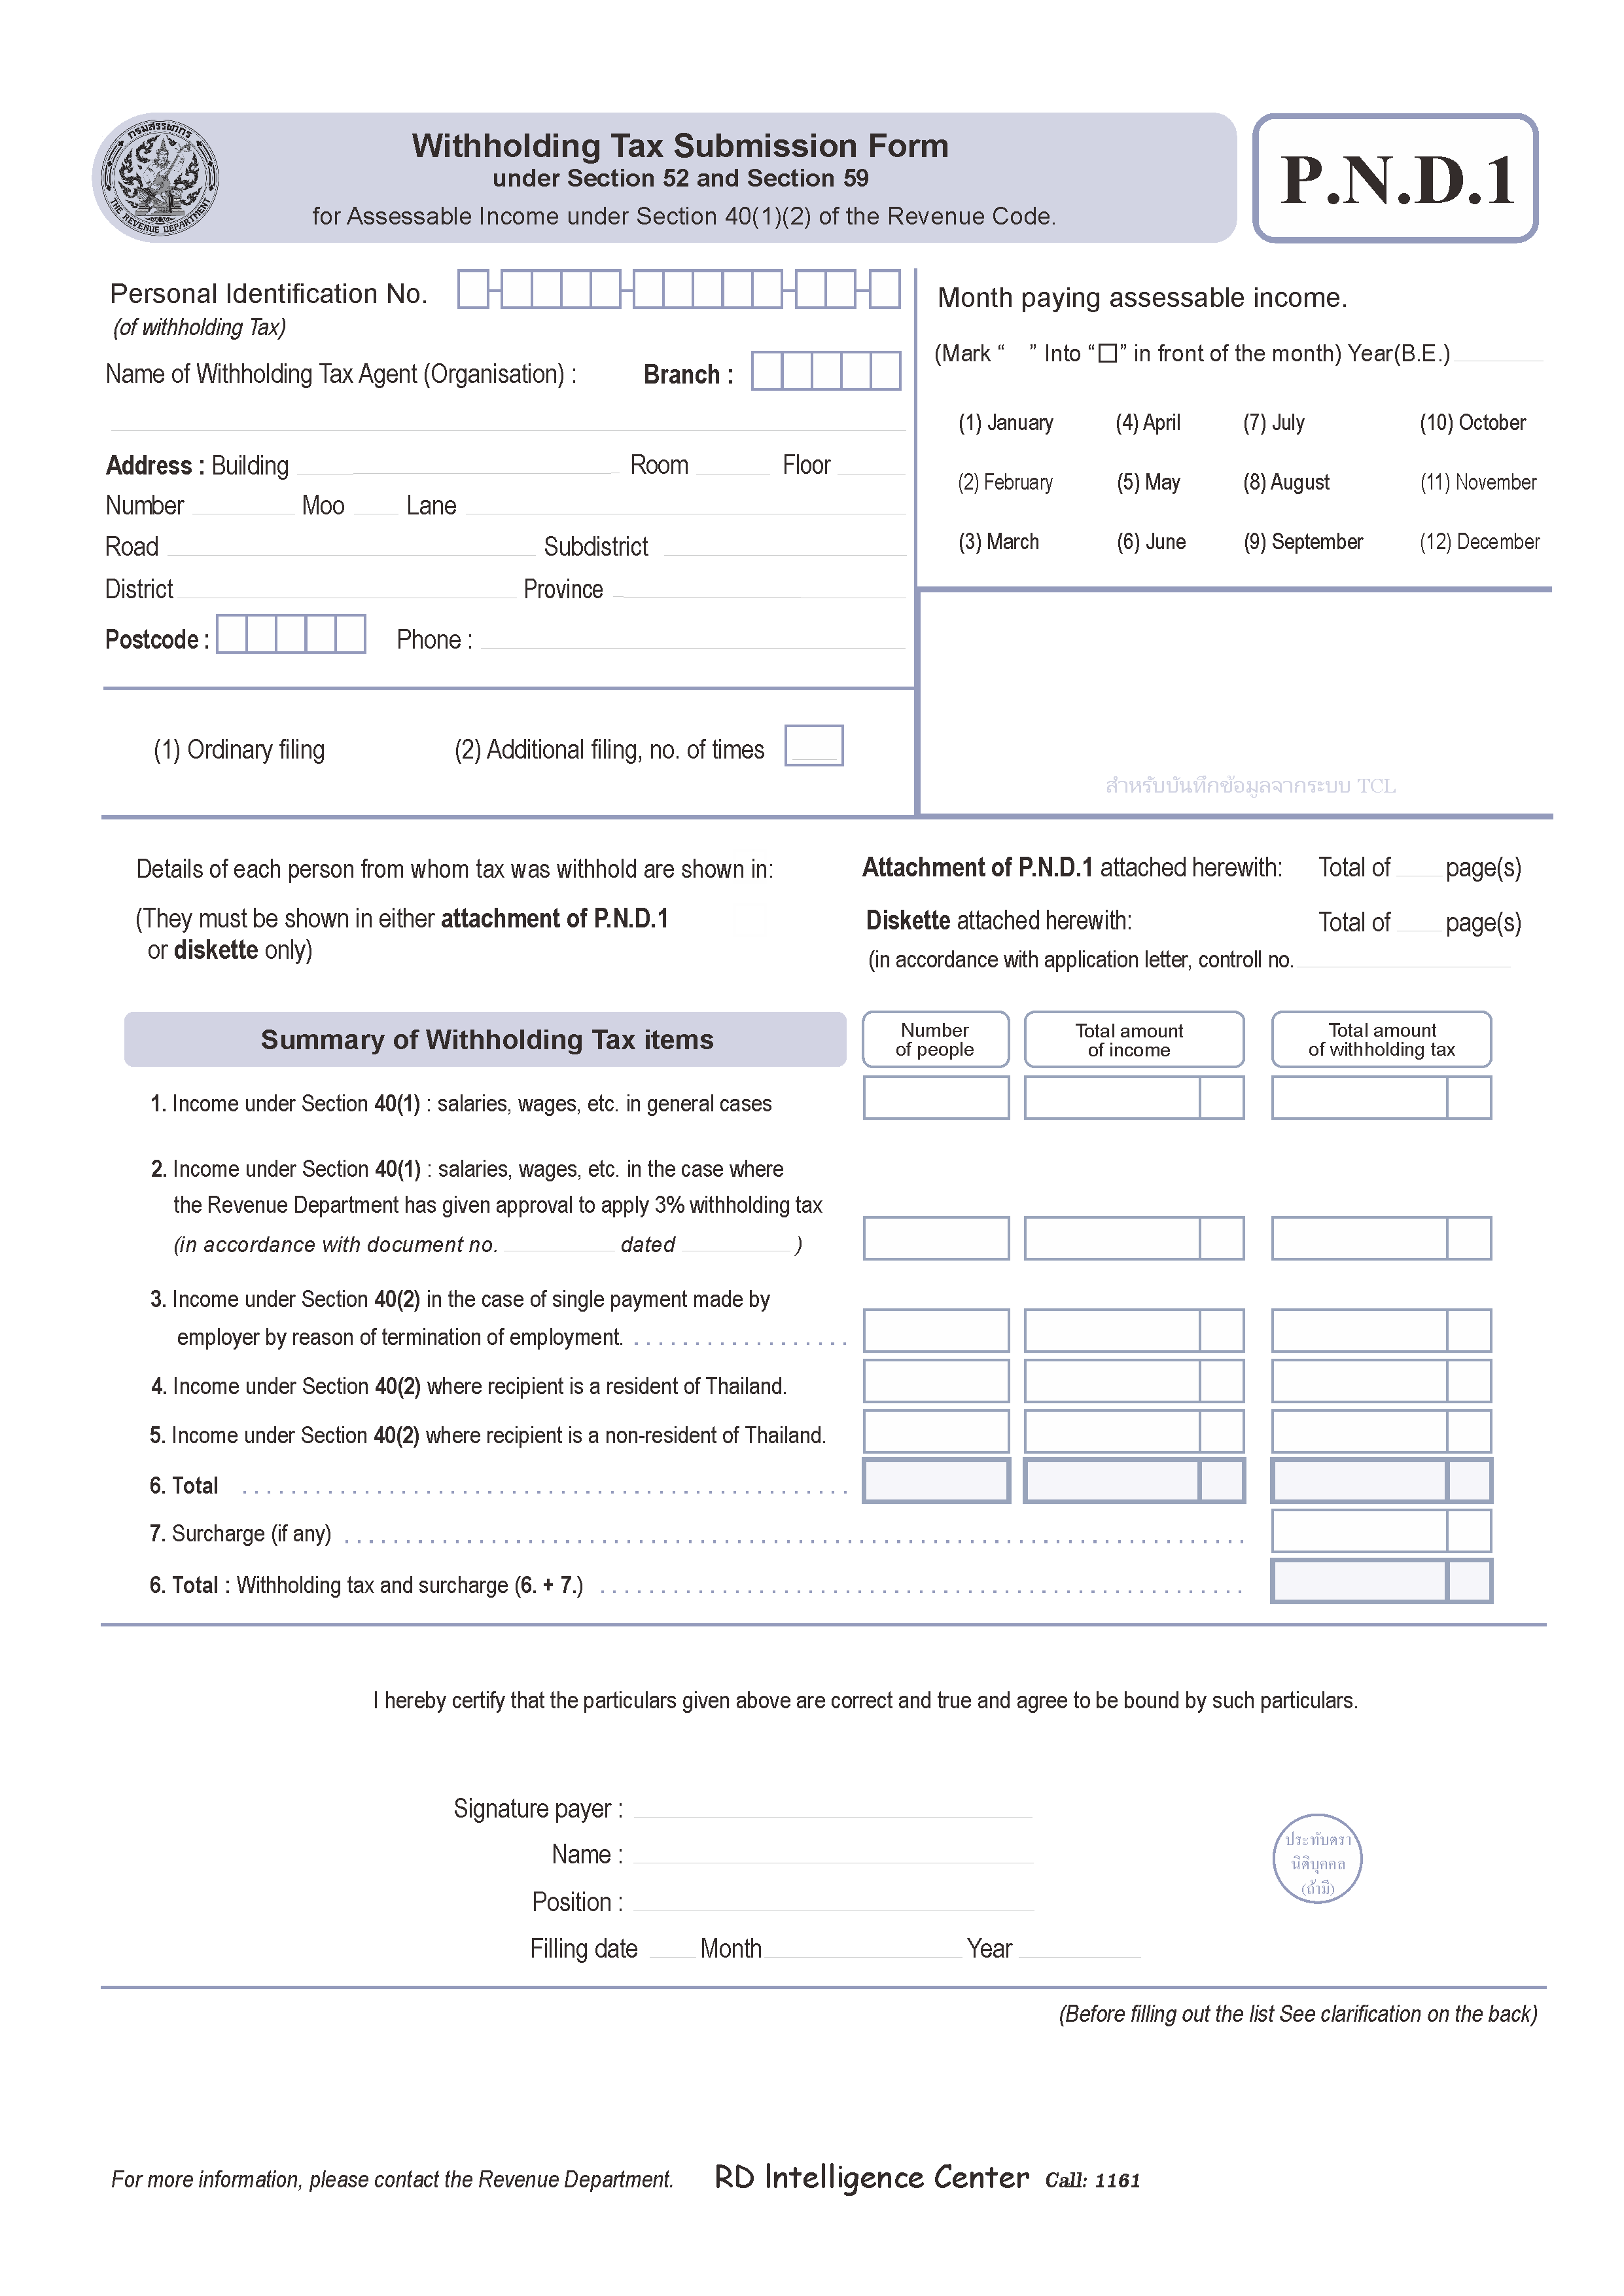 กรมสรรพากร
THE REVENUE DEPARTMENT
Withholding Tax Submission Form
under Section 52 and Section 59
for Assessable Income under Section 40(1)(2) of the Revenue Code.
P.N.D.1
Personal Identification No.
(of withholding Tax)
Name of Withholding Tax Agent (Organisation) : Branch :
Address : Building Room Floor
Number Moo Lane
Road Subdistrict
District Province
Postcode : Phone :
(1) Ordinary filing (2) Additional filing, no. of times
Month paying assessable income.
(Mark “ ” Into “□” in front of the month) Year(B.E.)
(1) January (4) April (7) July (10) October
(2) February (5) May (8) August (11) November
(3) March (6) June (9) September (12) December
สำหรับบันทึกข้อมูลจากระบบ TCL
Details of each person from whom tax was withhold are shown in:
(They must be shown in either attachment of P.N.D.1
or diskette only)
Attachment of P.N.D.1 attached herewith: Total of page(s)
Diskette attached herewith: Total of page(s)
(in accordance with application letter, controll no.
Summary of Withholding Tax items
Number
of people
Total amount
of income
Total amount
of withholding tax
1. Income under Section 40(1) : salaries, wages, etc. in general cases
2. Income under Section 40(1) : salaries, wages, etc. in the case where
the Revenue Department has given approval to apply 3% withholding tax
(in accordance with document no. dated )
3. Income under Section 40(2) in the case of single payment made by
employer by reason of termination of employment.
4. Income under Section 40(2) where recipient is a resident of Thailand.
5. Income under Section 40(2) where recipient is a non-resident of Thailand.
6. Total
7. Surcharge (if any)
6. Total : Withholding tax and surcharge (6. + 7.)
I hereby certify that the particulars given above are correct and true and agree to be bound by such particulars.
Signature payer :
Name :
Position :
Filling date Month Year
ประทับตรา
นิติบุคคล
(ถ้ามี)
(Before filling out the list See clarification on the back)
For more information, please contact the Revenue Department. RD Intelligence Center Call: 1161